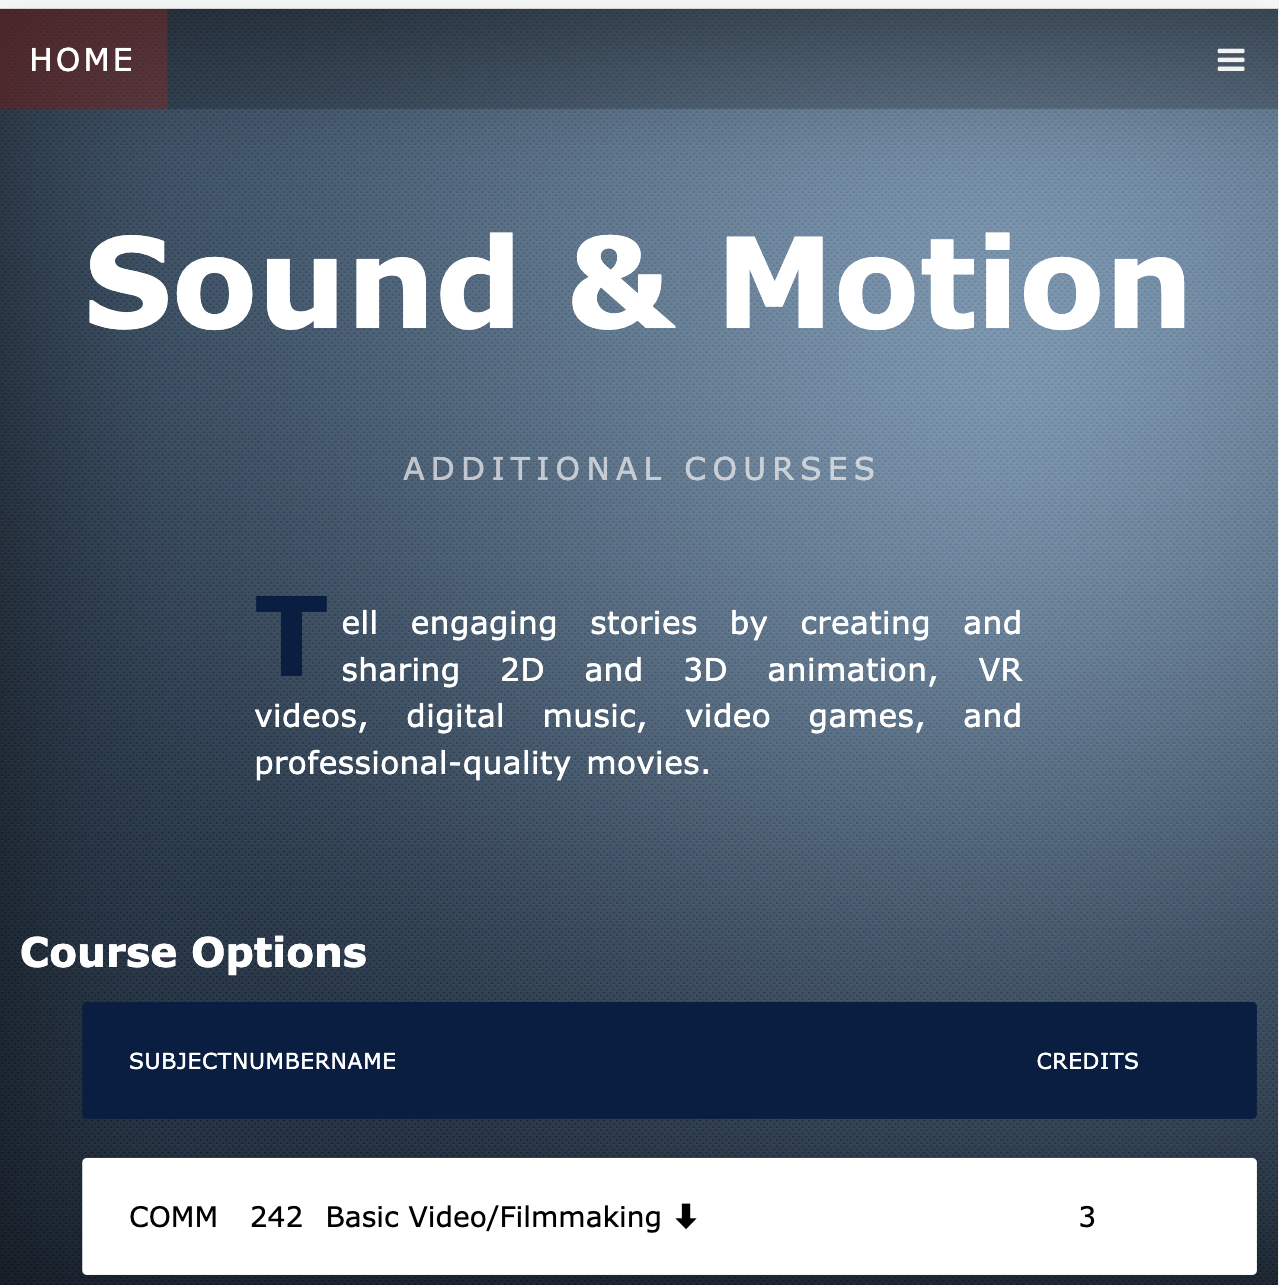 HOME
Sound & Motion
ADDITIONAL COURSES
Tell engaging stories by creating and
sharing 2D and 3D animation, VR
videos, digital music, video games, and
professional-quality movies.
Course Options
SUBJECTNUMBERNAME CREDITS
COMM 242 Basic Video/Filmmaking 3